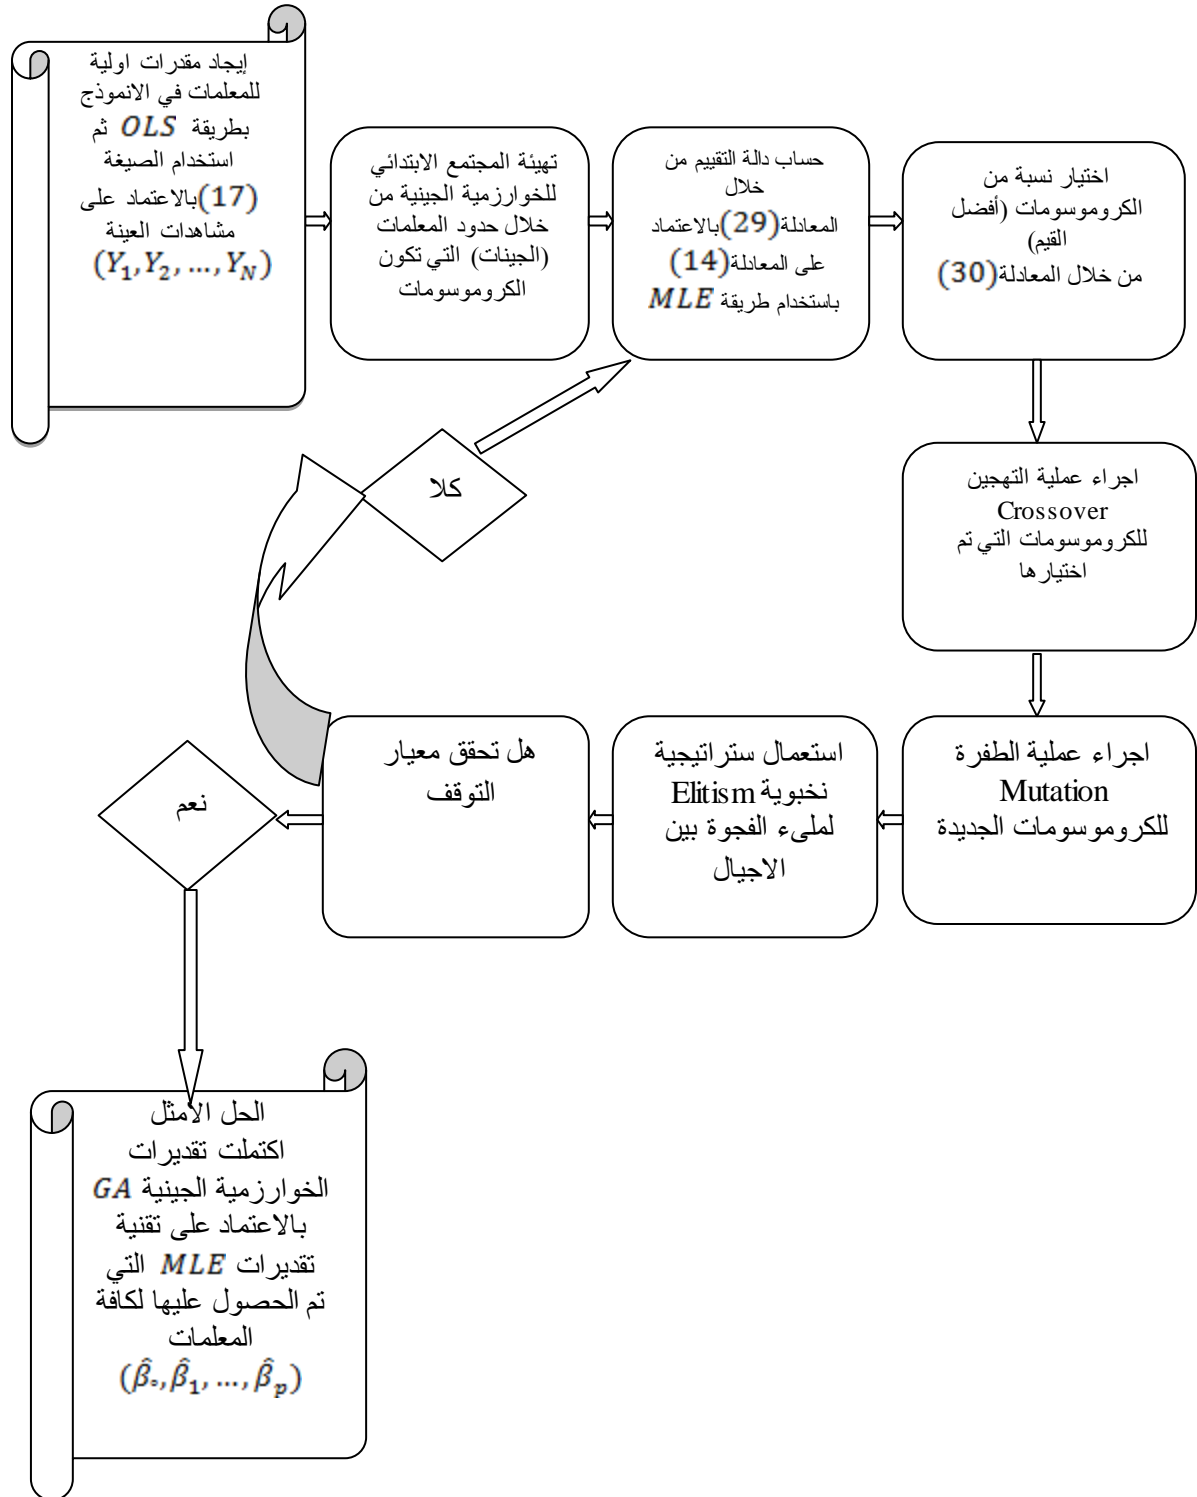 إيجاد مقدرات اولية
للمعلمات في الانموذج
بطريقة OLS ثم
استخدام الصيغة
(17)بالاعتماد على
مشاهدات العينة
(Y₁,Y₂, ...,Y_N)
تهيئة المجتمع الابتدائي
للخوارزمية الجينية من
خلال حدود المعلمات
(الجينات) التي تكون
الكروموسومات
حساب دالة التقييم من
خلال
المعادلة(29)بالاعتماد
على المعادلة(14)
باستخدام طريقة MLE
اختيار نسبة من
الكروموسومات (أفضل
القيم)
من خلال المعادلة(30)
اجراء عملية التهجين
Crossover
للكروموسومات التي تم
اختيارها
اجراء عملية الطفرة
Mutation
للكروموسومات الجديدة
استعمال ستراتيجية
نخبوية Elitism
لملىء الفجوة بين
الاجيال
هل تحقق معيار
التوقف
كلا
نعم
الحل الأمثل
اكتملت تقديرات
الخوارزمية الجينية GA
بالاعتماد على تقنية
تقديرات MLE التي
تم الحصول عليها لكافة
المعلمات
(β̂₀,β̂₁, ...,β̂_p)